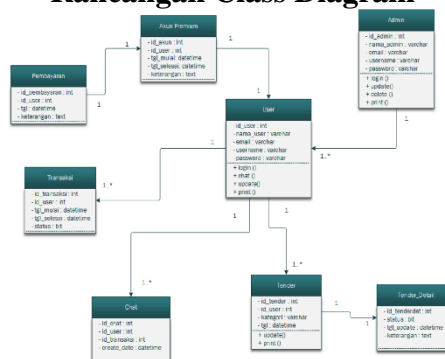 Rancangan Class Diagram
Akun Premium
- id_akun : int
- id_user : int
- tgl_mulai : datetime
- tgl_selesai : datetime
- keterangan : text
Admin
- id_admin : int
- nama_admin : varchar
- email : varchar
- username : varchar
- password : varchar
+ login ()
+ update()
+ delete ()
+ print ()
Pembayaran
- id_pembayaran : int
- id_user : int
- tgl : datetime
- keterangan : text
1
1
1
1
1
1..*
User
- id_user : int
- nama_user : varchar
- email : varchar
- username : varchar
- password : varchar
+ login ()
+ chat ()
+ update()
+ print ()
Transaksi
- id_transaksi : int
- id_user : int
- tgl_mulai : datetime
- tgl_selesai : datetime
- status : bit
1
1..*
1
1
1..*
1..*
Chat
- id_chat : int
- id_user : int
- id_transaksi : int
- create_date : datetime
Tender
- id_tender : int
- id_user : int
- kategori : varchar
- tgl : datetime
+ update()
+ print ()
1
1
Tender_Detail
- id_tenderdet : int
- status : bit
- tgl_update : datetime
- keterangan : text